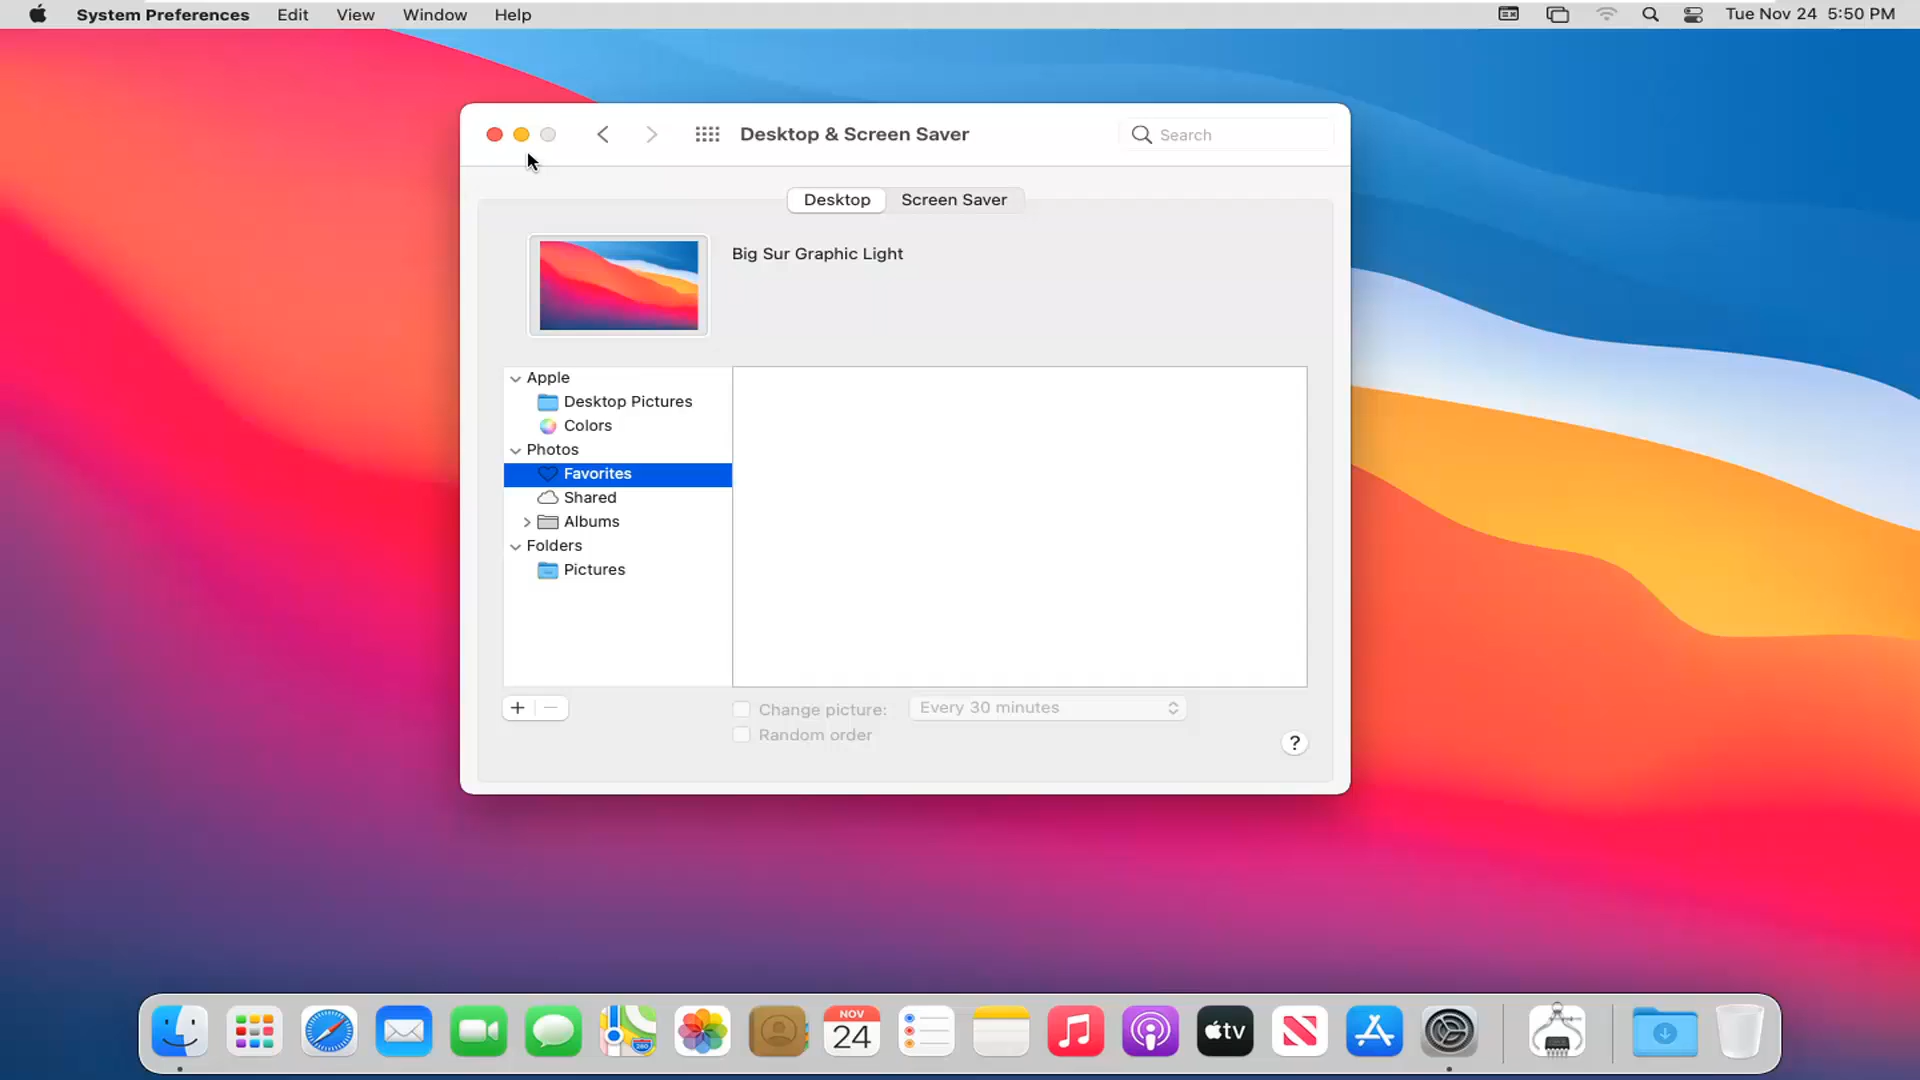 System Preferences Edit View Window Help Tue Nov 24 5:50 PM
Desktop & Screen Saver Search
Desktop Screen Saver
Big Sur Graphic Light
Apple
Desktop Pictures
Colors
Photos
Favorites
Shared
Albums
Folders
Pictures
+ − Change picture: Every 30 minutes
Random order
?
NOV
24
280
tv